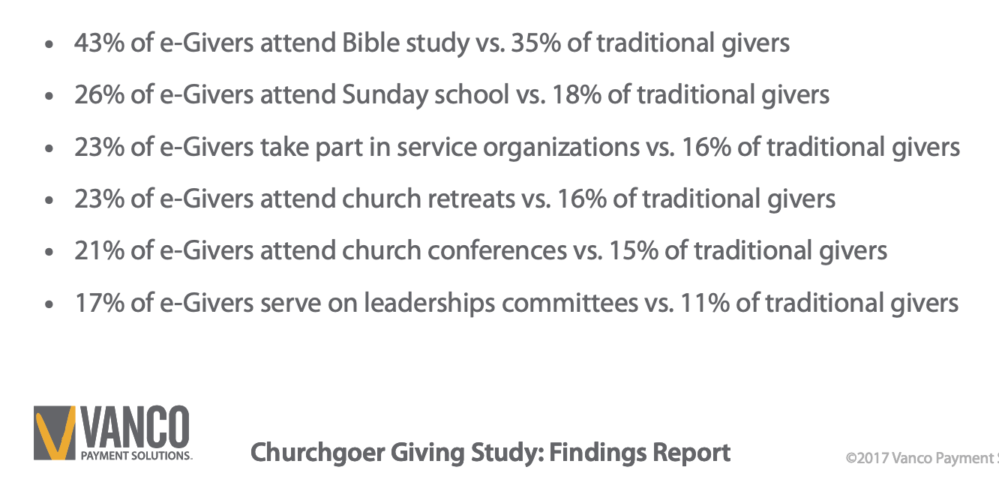 • 43% of e-Givers attend Bible study vs. 35% of traditional givers
• 26% of e-Givers attend Sunday school vs. 18% of traditional givers
• 23% of e-Givers take part in service organizations vs. 16% of traditional givers
• 23% of e-Givers attend church retreats vs. 16% of traditional givers
• 21% of e-Givers attend church conferences vs. 15% of traditional givers
• 17% of e-Givers serve on leaderships committees vs. 11% of traditional givers
VANCO
PAYMENT SOLUTIONS
Churchgoer Giving Study: Findings Report
©2017 Vanco Payment